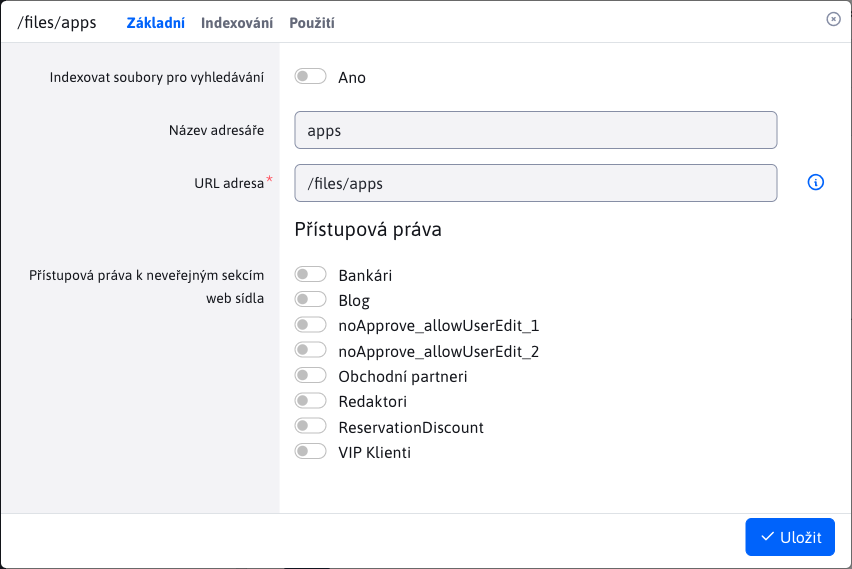 /files/apps Základní Indexování Použití
Indexovat soubory pro vyhledávání Ano
Název adresáře apps
URL adresa* /files/apps
Přístupová práva
Přístupová práva k neveřejným sekcím web sídla
Bankári
Blog
noApprove_allowUserEdit_1
noApprove_allowUserEdit_2
Obchodní partneri
Redaktori
ReservationDiscount
VIP Klienti
Uložit